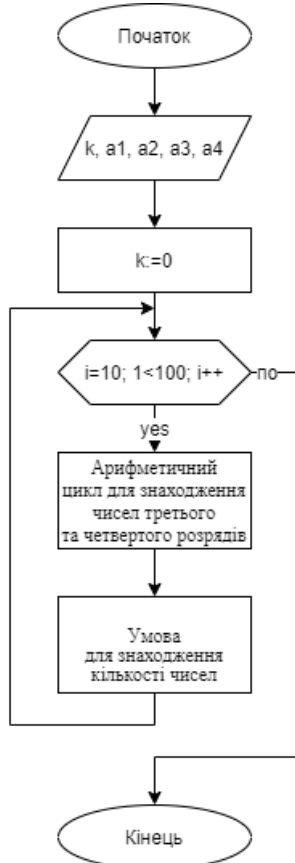 Початок
k, a1, a2, a3, a4
k:=0
i=10; 1<100; i++
no
yes
Арифметичний
цикл для знаходження
чисел третього
та четвертого розрядів
Умова
для знаходження
кількості чисел
Кінець